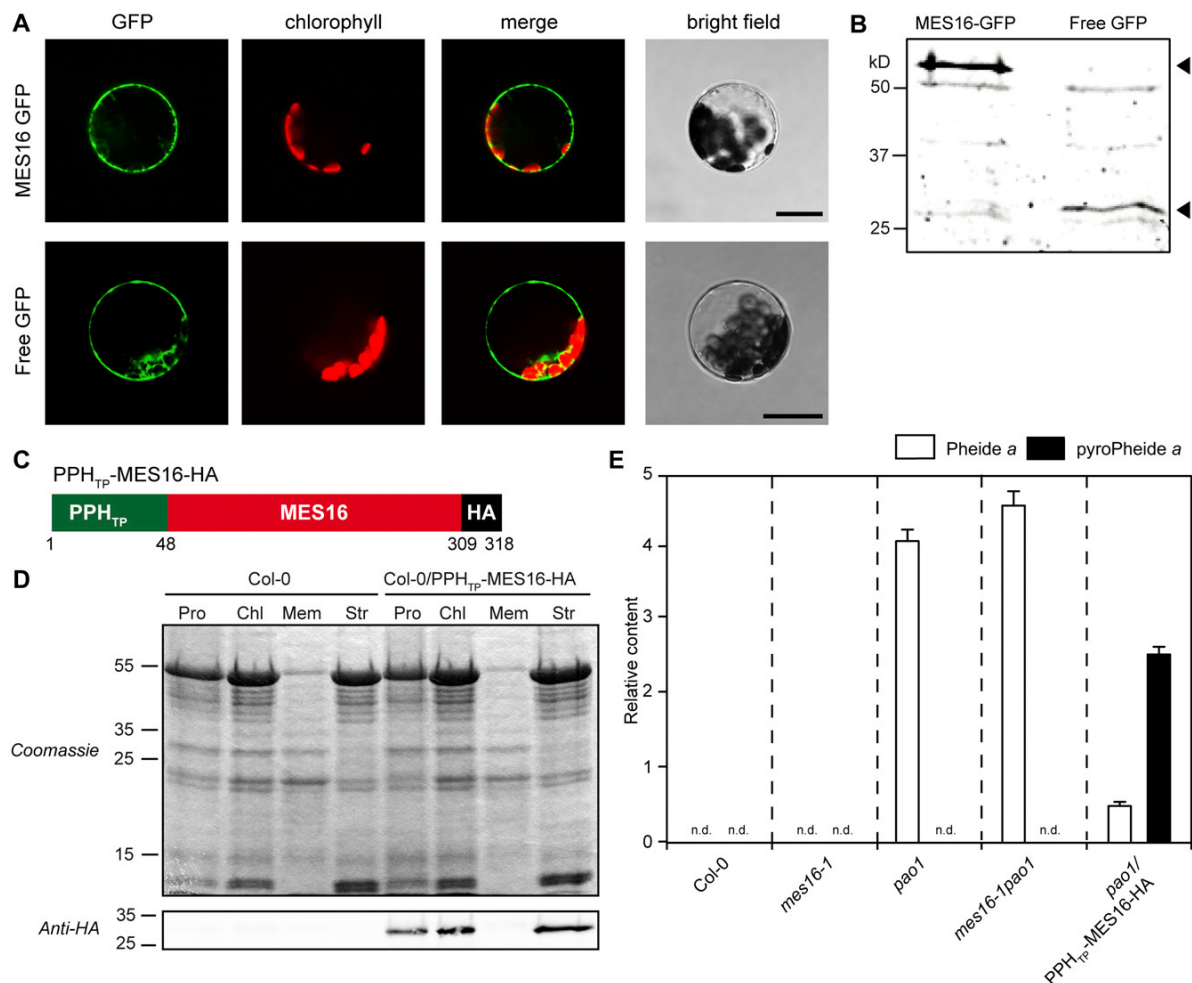 A
GFP
chlorophyll
merge
bright field
MES16 GFP
Free GFP
B
MES16-GFP Free GFP
kD
50
37
25
C
PPHTP-MES16-HA
PPHTP MES16 HA
1 48 309 318
D
Col-0 Col-0/PPHTP-MES16-HA
Pro Chl Mem Str Pro Chl Mem Str
55
35
25
15
Coomassie
35
25
Anti-HA
E
Pheide a pyroPheide a
Relative content
5
4
3
2
1
0
n.d. n.d. n.d. n.d. n.d. n.d.
Col-0
mes16-1
pao1
mes16-1pao1
pao1/
PPHTP-MES16-HA